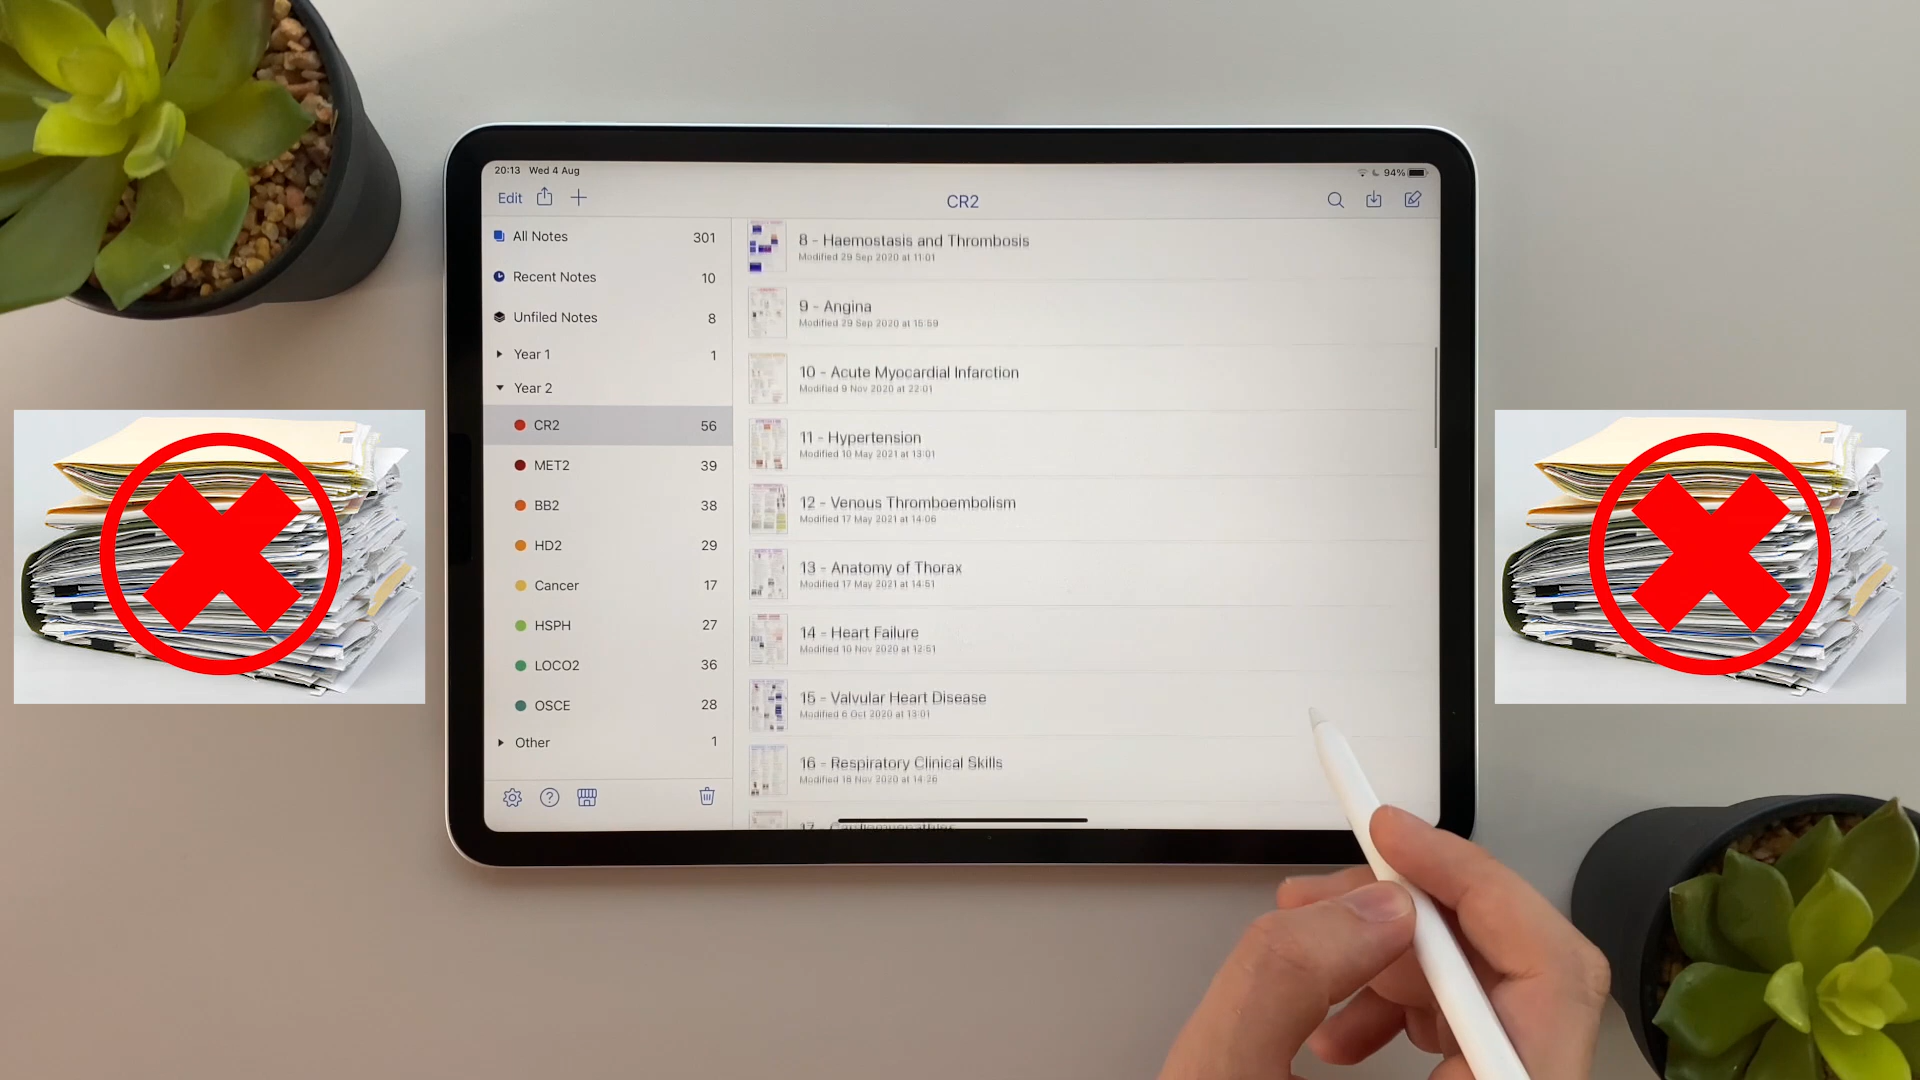 20:13 Wed 4 Aug
94%
Edit
CR2
All Notes 301
Recent Notes 10
Unfiled Notes 8
Year 1 1
Year 2
CR2 56
MET2 39
BB2 38
HD2 29
Cancer 17
HSPH 27
LOCO2 36
OSCE 28
Other 1
8 - Haemostasis and Thrombosis
Modified 29 Sep 2020 at 11:01
9 - Angina
Modified 29 Sep 2020 at 15:59
10 - Acute Myocardial Infarction
Modified 9 Nov 2020 at 22:01
11 - Hypertension
Modified 10 May 2021 at 13:01
12 - Venous Thromboembolism
Modified 17 May 2021 at 14:06
13 - Anatomy of Thorax
Modified 17 May 2021 at 14:51
14 - Heart Failure
Modified 10 Nov 2020 at 12:51
15 - Valvular Heart Disease
Modified 6 Oct 2020 at 13:01
16 - Respiratory Clinical Skills
Modified 18 Nov 2020 at 14:26
17 - Cardiomyopathies